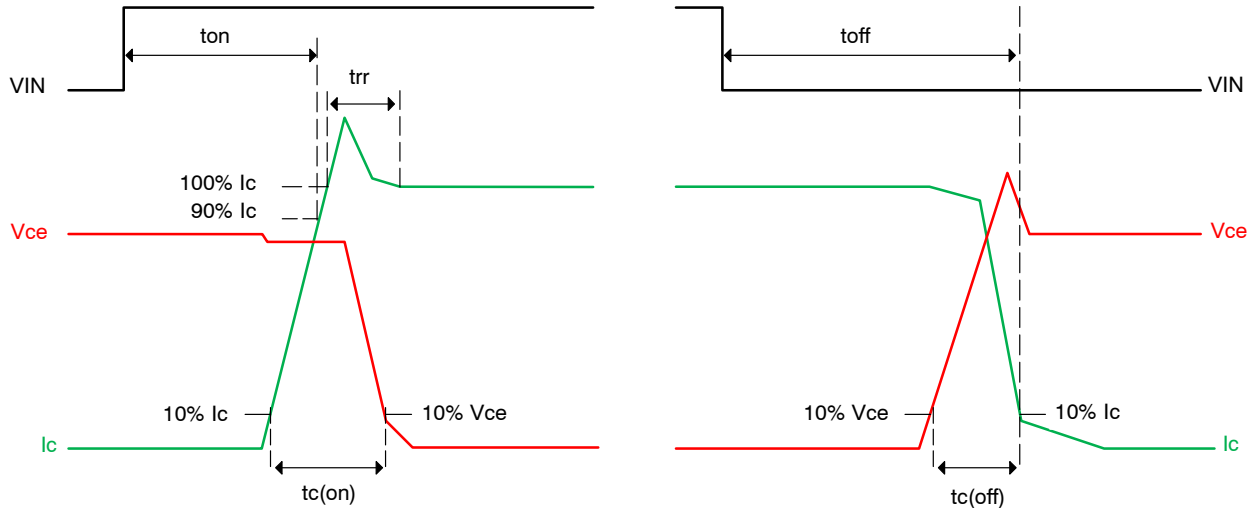 ton
trr
VIN
100% Ic
90% Ic
Vce
10% Ic
10% Vce
Ic
tc(on)
toff
VIN
Vce
10% Vce
10% Ic
Ic
tc(off)